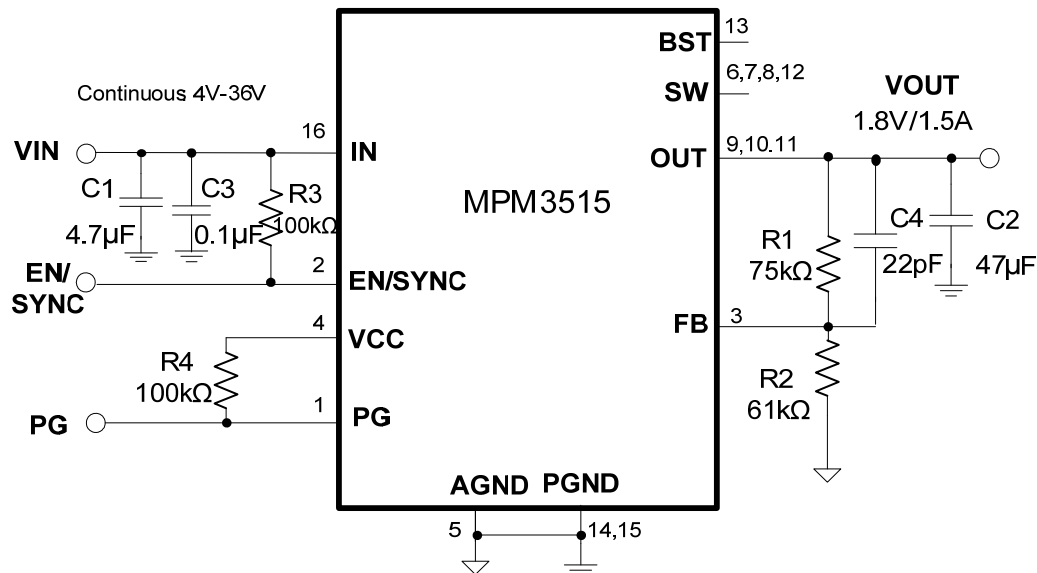 13
BST
6,7,8,12
SW
Continuous 4V-36V
VOUT
1.8V/1.5A
16
VIN
IN
9,10.11
OUT
MPM3515
C1
C3
R3
4.7µF
0.1µF
100kΩ
R1
75kΩ
C4
22pF
C2
47µF
EN/
SYNC
2
EN/SYNC
4
VCC
3
FB
R4
100kΩ
R2
61kΩ
1
PG
PG
AGND
PGND
5
14,15